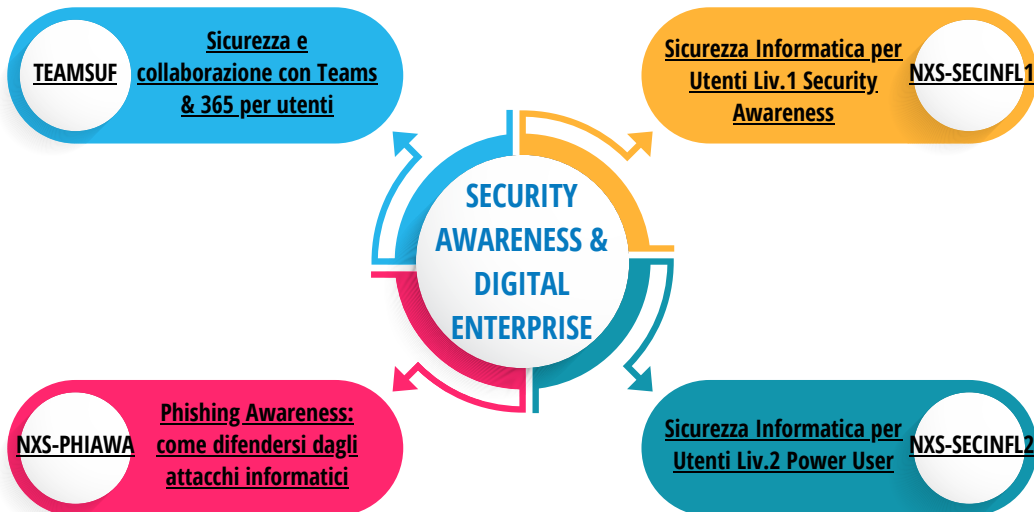 TEAMSUF
Sicurezza e
collaborazione con Teams
& 365 per utenti
Sicurezza Informatica per
Utenti Liv.1 Security
Awareness
NXS-SECINFL1
SECURITY
AWARENESS &
DIGITAL
ENTERPRISE
NXS-PHIAWA
Phishing Awareness:
come difendersi dagli
attacchi informatici
Sicurezza Informatica per
Utenti Liv.2 Power User
NXS-SECINFL2